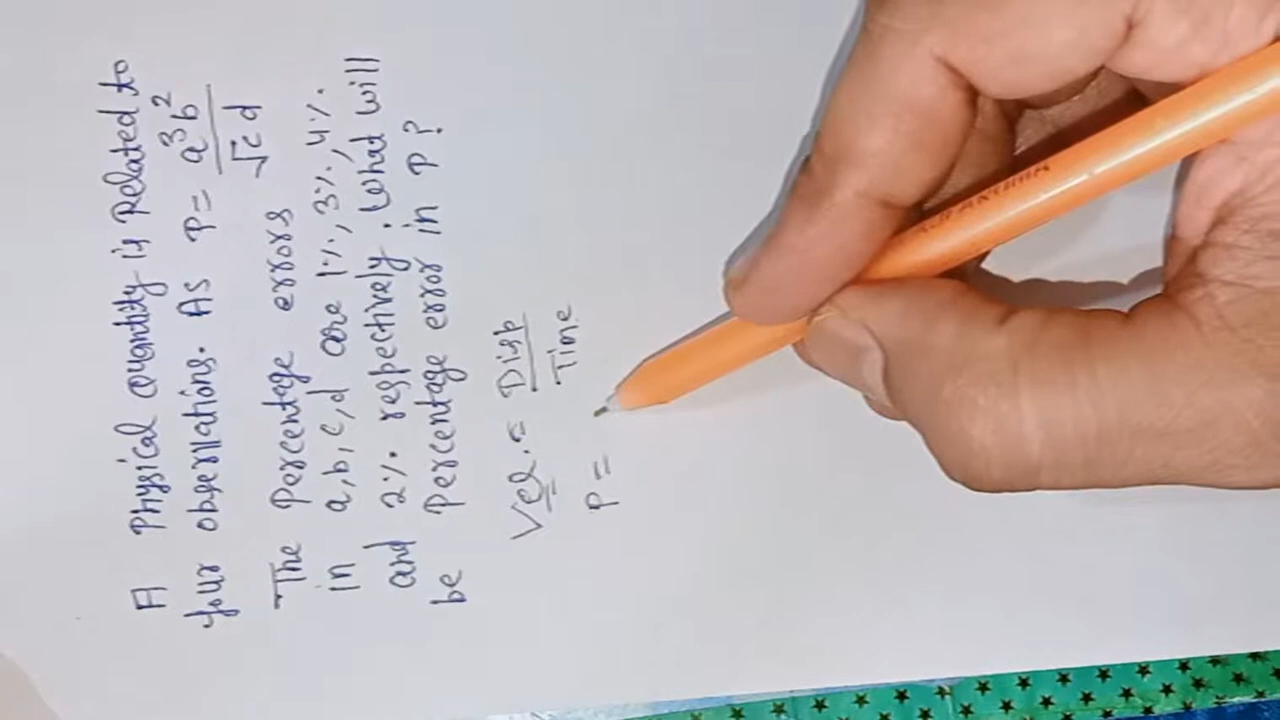 A Physical Quantity is Related to
four observations. As P = a³b² / √c d
The Percentage errors
in a, b, c, d are 1%, 3%, 4%.
and 2%. respectively. What will
be Percentage error in P?
Vel. = Disp / Time
P =